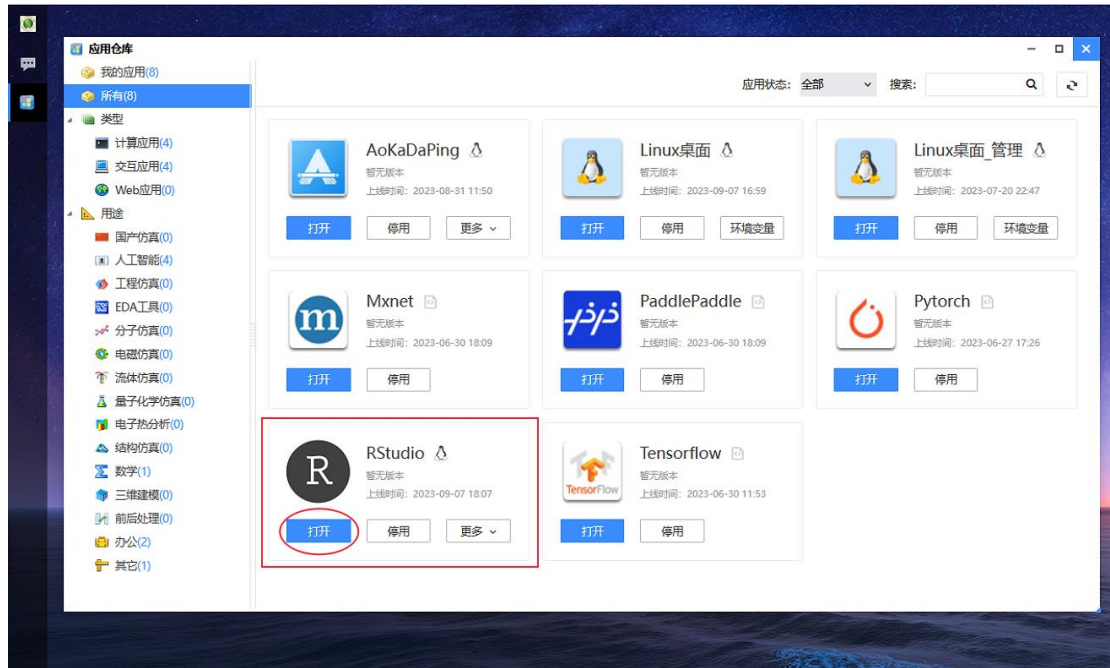 应用仓库
我的应用(8)
所有(8)
类型
计算应用(4)
交互应用(4)
Web应用(0)
用途
国产仿真(0)
人工智能(4)
工程仿真(0)
EDA工具(0)
分子仿真(0)
电磁仿真(0)
流体仿真(0)
量子化学仿真(0)
电子热分析(0)
结构仿真(0)
数学(1)
三维建模(0)
前后处理(0)
办公(2)
其它(1)
应用状态: 全部 搜索:
AoKaDaPing
暂无版本
上线时间: 2023-08-31 11:50
打开 停用 更多
Linux桌面
暂无版本
上线时间: 2023-09-07 16:59
打开 停用 环境变量
Linux桌面_管理
暂无版本
上线时间: 2023-07-20 22:47
打开 停用 环境变量
m
Mxnet
暂无版本
上线时间: 2023-06-30 18:09
打开 停用
PaddlePaddle
暂无版本
上线时间: 2023-06-30 18:09
打开 停用
Pytorch
暂无版本
上线时间: 2023-06-27 17:26
打开 停用
R
RStudio
暂无版本
上线时间: 2023-09-07 18:07
打开 停用 更多
TensorFlow
Tensorflow
暂无版本
上线时间: 2023-06-30 11:53
打开 停用